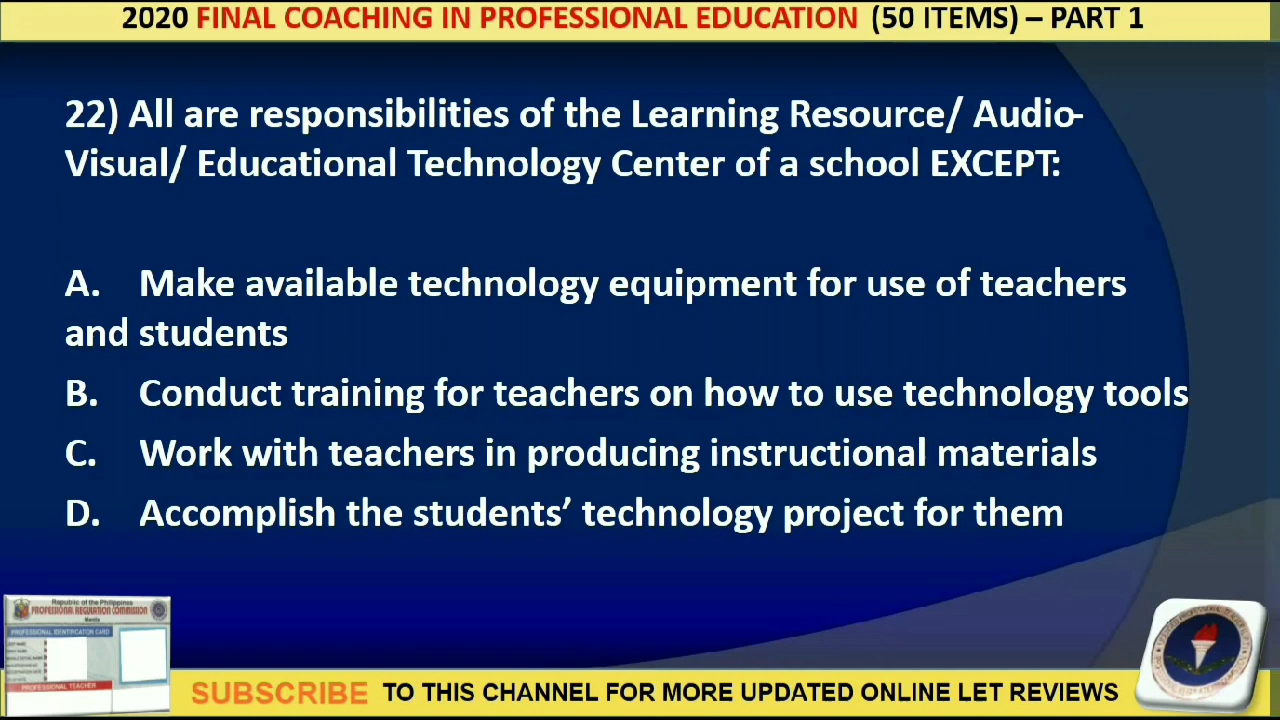 2020 FINAL COACHING IN PROFESSIONAL EDUCATION (50 ITEMS) – PART 1
22) All are responsibilities of the Learning Resource/ Audio-
Visual/ Educational Technology Center of a school EXCEPT:
A. Make available technology equipment for use of teachers
and students
B. Conduct training for teachers on how to use technology tools
C. Work with teachers in producing instructional materials
D. Accomplish the students’ technology project for them
Republic of the Philippines
PROFESSIONAL REGULATION COMMISSION
Manila
PROFESSIONAL IDENTIFICATION CARD
PROFESSIONAL TEACHER
SUBSCRIBE TO THIS CHANNEL FOR MORE UPDATED ONLINE LET REVIEWS